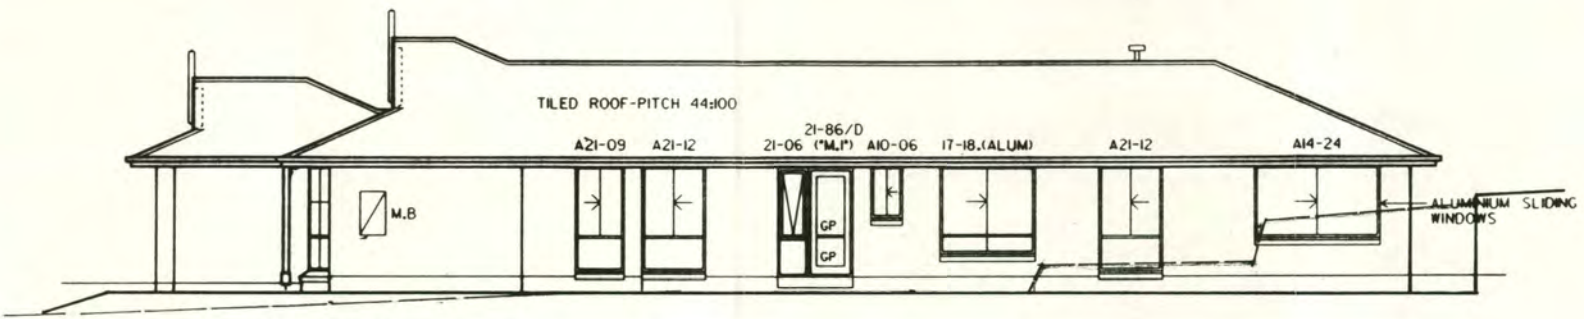 TILED ROOF-PITCH 44:100
21-86/D
A21-09 A21-12 21-06 ("M.1") A10-06 17-18.(ALUM) A21-12 A14-24
M.B
ALUMINIUM SLIDING
WINDOWS
GP
GP